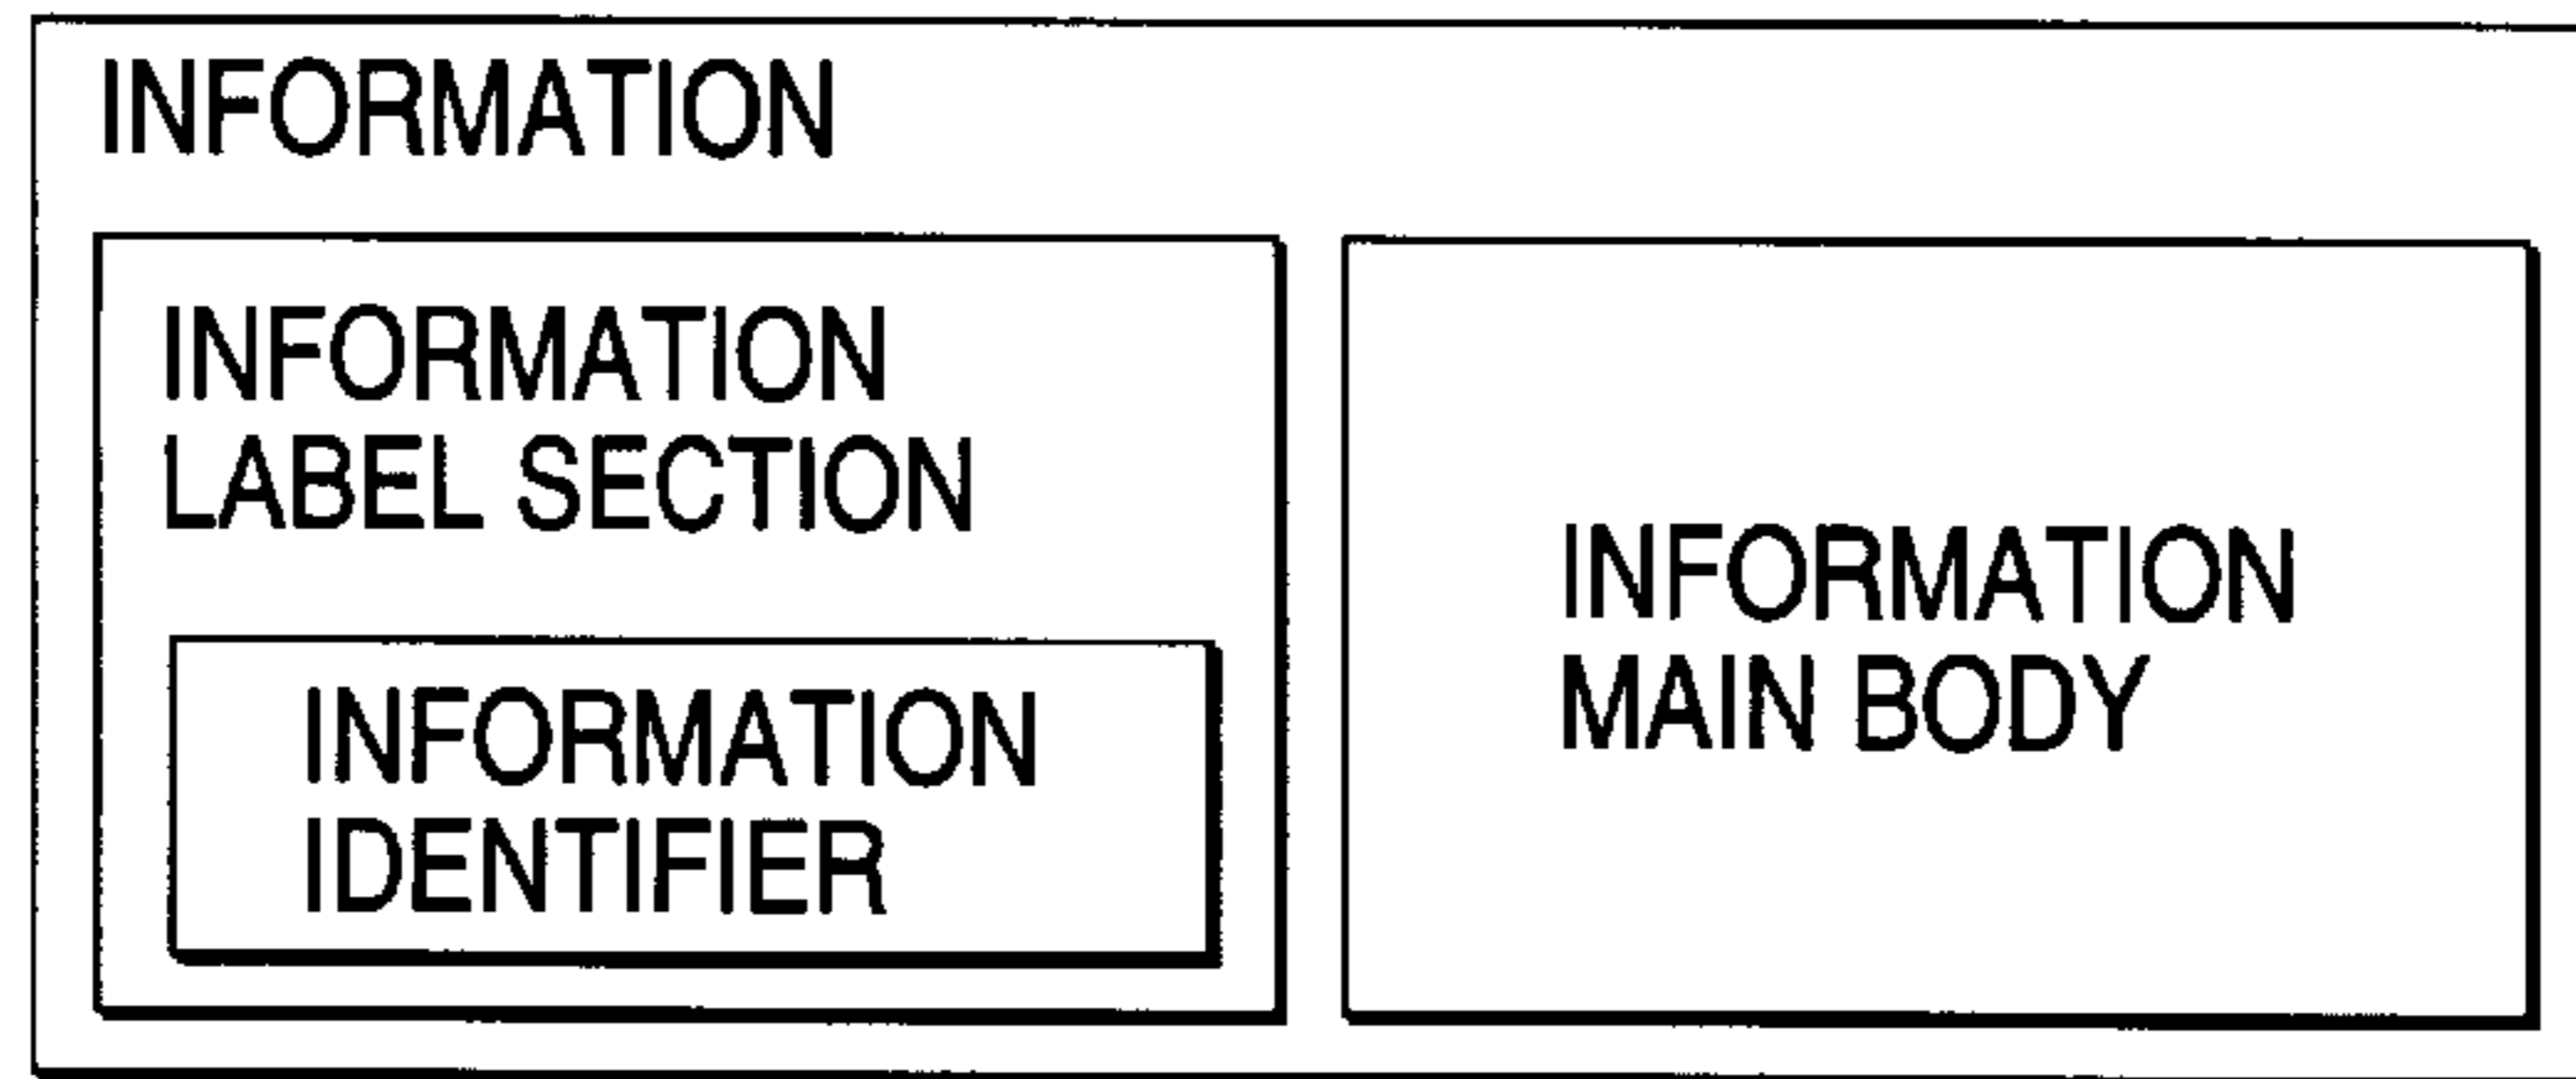 INFORMATION
INFORMATION
LABEL SECTION
INFORMATION
IDENTIFIER
INFORMATION
MAIN BODY